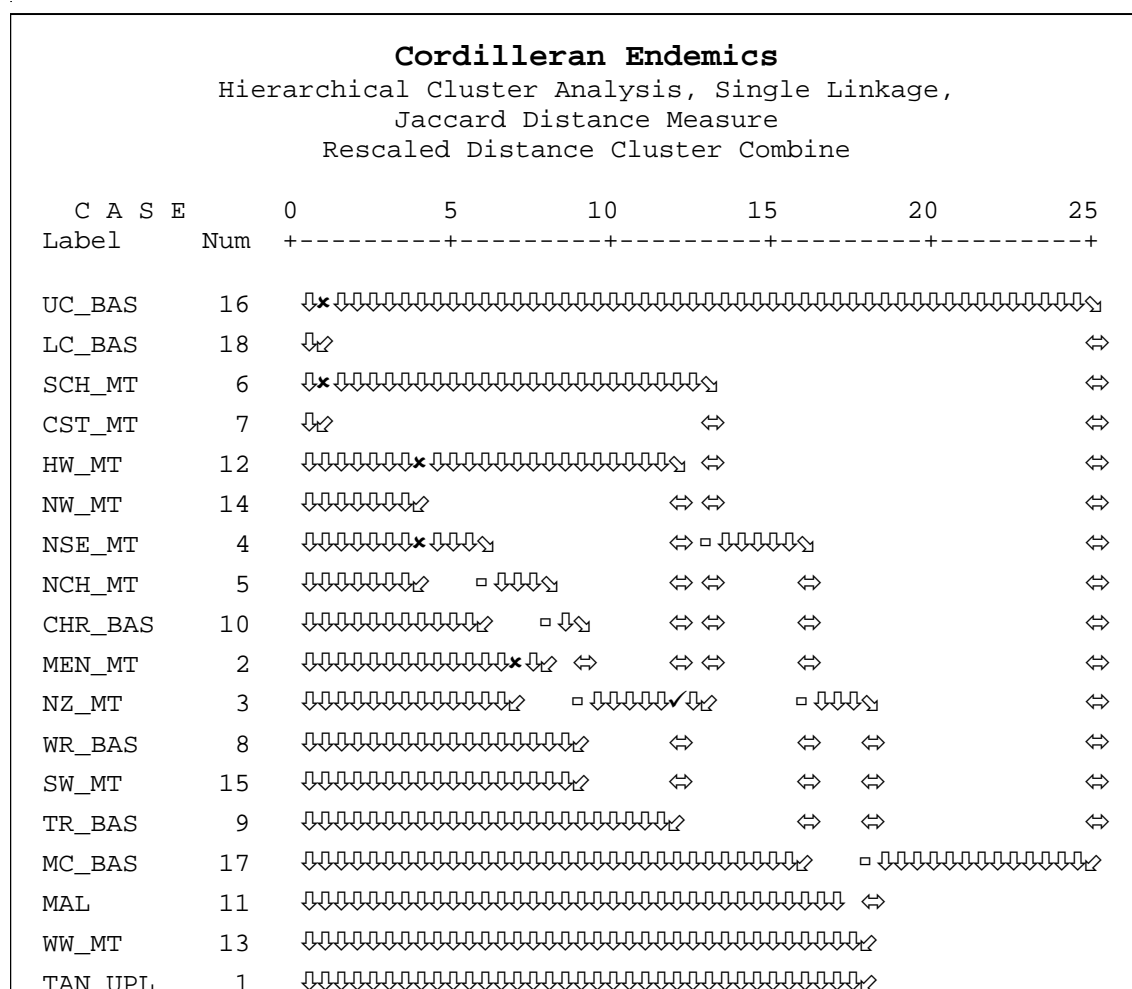 Cordilleran Endemics
Hierarchical Cluster Analysis, Single Linkage,
Jaccard Distance Measure
Rescaled Distance Cluster Combine
C A S E 0 5 10 15 20 25
Label Num +---------+---------+---------+---------+---------+
UC_BAS 16
LC_BAS 18
SCH_MT 6
CST_MT 7
HW_MT 12
NW_MT 14
NSE_MT 4
NCH_MT 5
CHR_BAS 10
MEN_MT 2
NZ_MT 3
WR_BAS 8
SW_MT 15
TR_BAS 9
MC_BAS 17
MAL 11
WW_MT 13
TAN_UPL 1